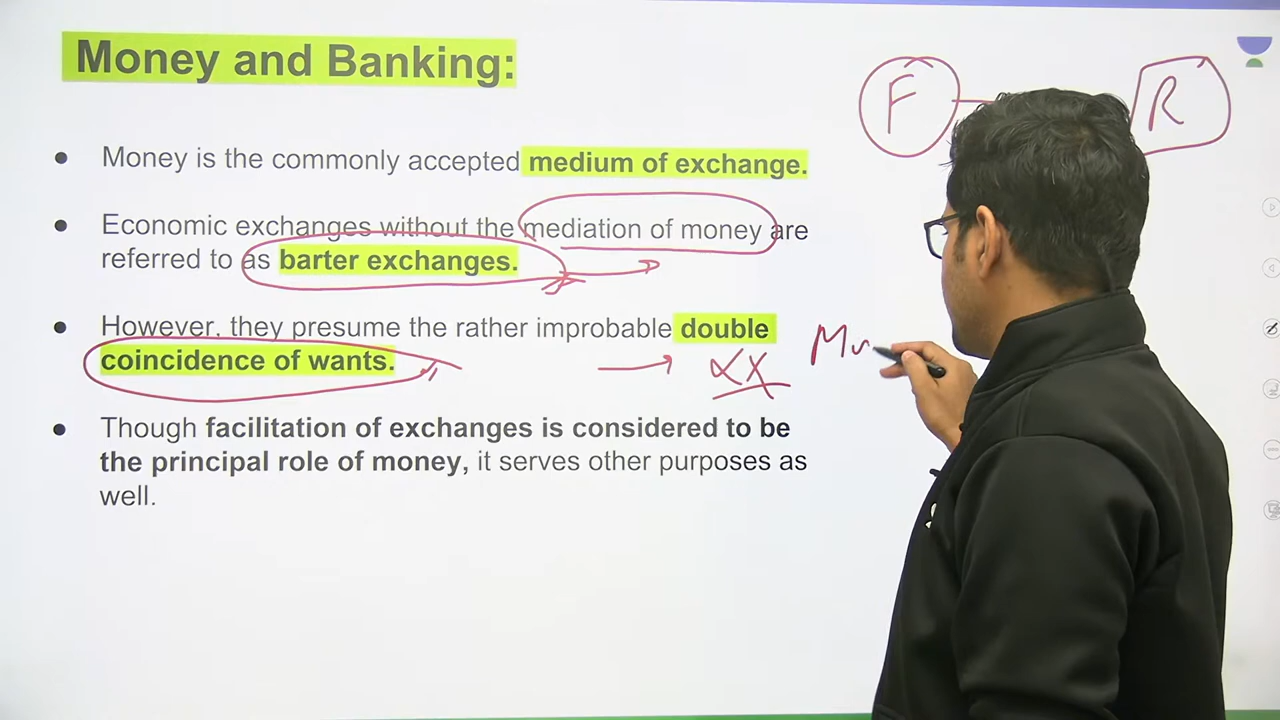 Money and Banking:
F
R
● Money is the commonly accepted medium of exchange.
● Economic exchanges without the mediation of money are
referred to as barter exchanges.
● However, they presume the rather improbable double
coincidence of wants.
● Though facilitation of exchanges is considered to be
the principal role of money, it serves other purposes as
well.